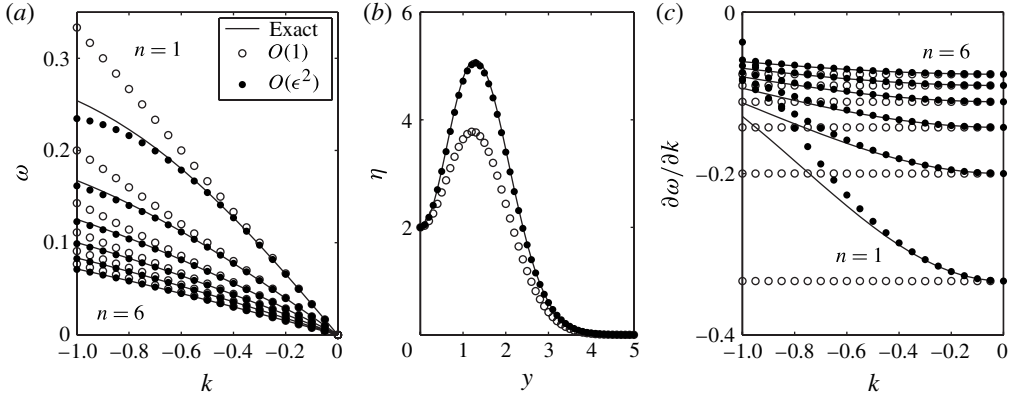 (a)
0.3
0.2
0.1
0
ω
n = 1
Exact
O(1)
O(ϵ²)
n = 6
−1.0 −0.8 −0.6 −0.4 −0.2 0
k
(b)
6
4
2
0
η
0 1 2 3 4 5
y
(c)
0
−0.2
−0.4
∂ω/∂k
n = 6
n = 1
−1.0 −0.8 −0.6 −0.4 −0.2 0
k